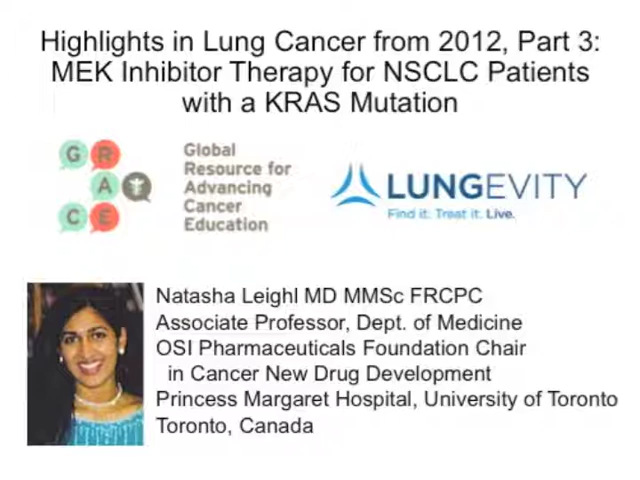 Highlights in Lung Cancer from 2012, Part 3:
MEK Inhibitor Therapy for NSCLC Patients
with a KRAS Mutation
G R
A
C E
Global
Resource for
Advancing
Cancer
Education
LUNGEVITY
Find it. Treat it. Live.
Natasha Leighl MD MMSc FRCPC
Associate Professor, Dept. of Medicine
OSI Pharmaceuticals Foundation Chair
in Cancer New Drug Development
Princess Margaret Hospital, University of Toronto
Toronto, Canada